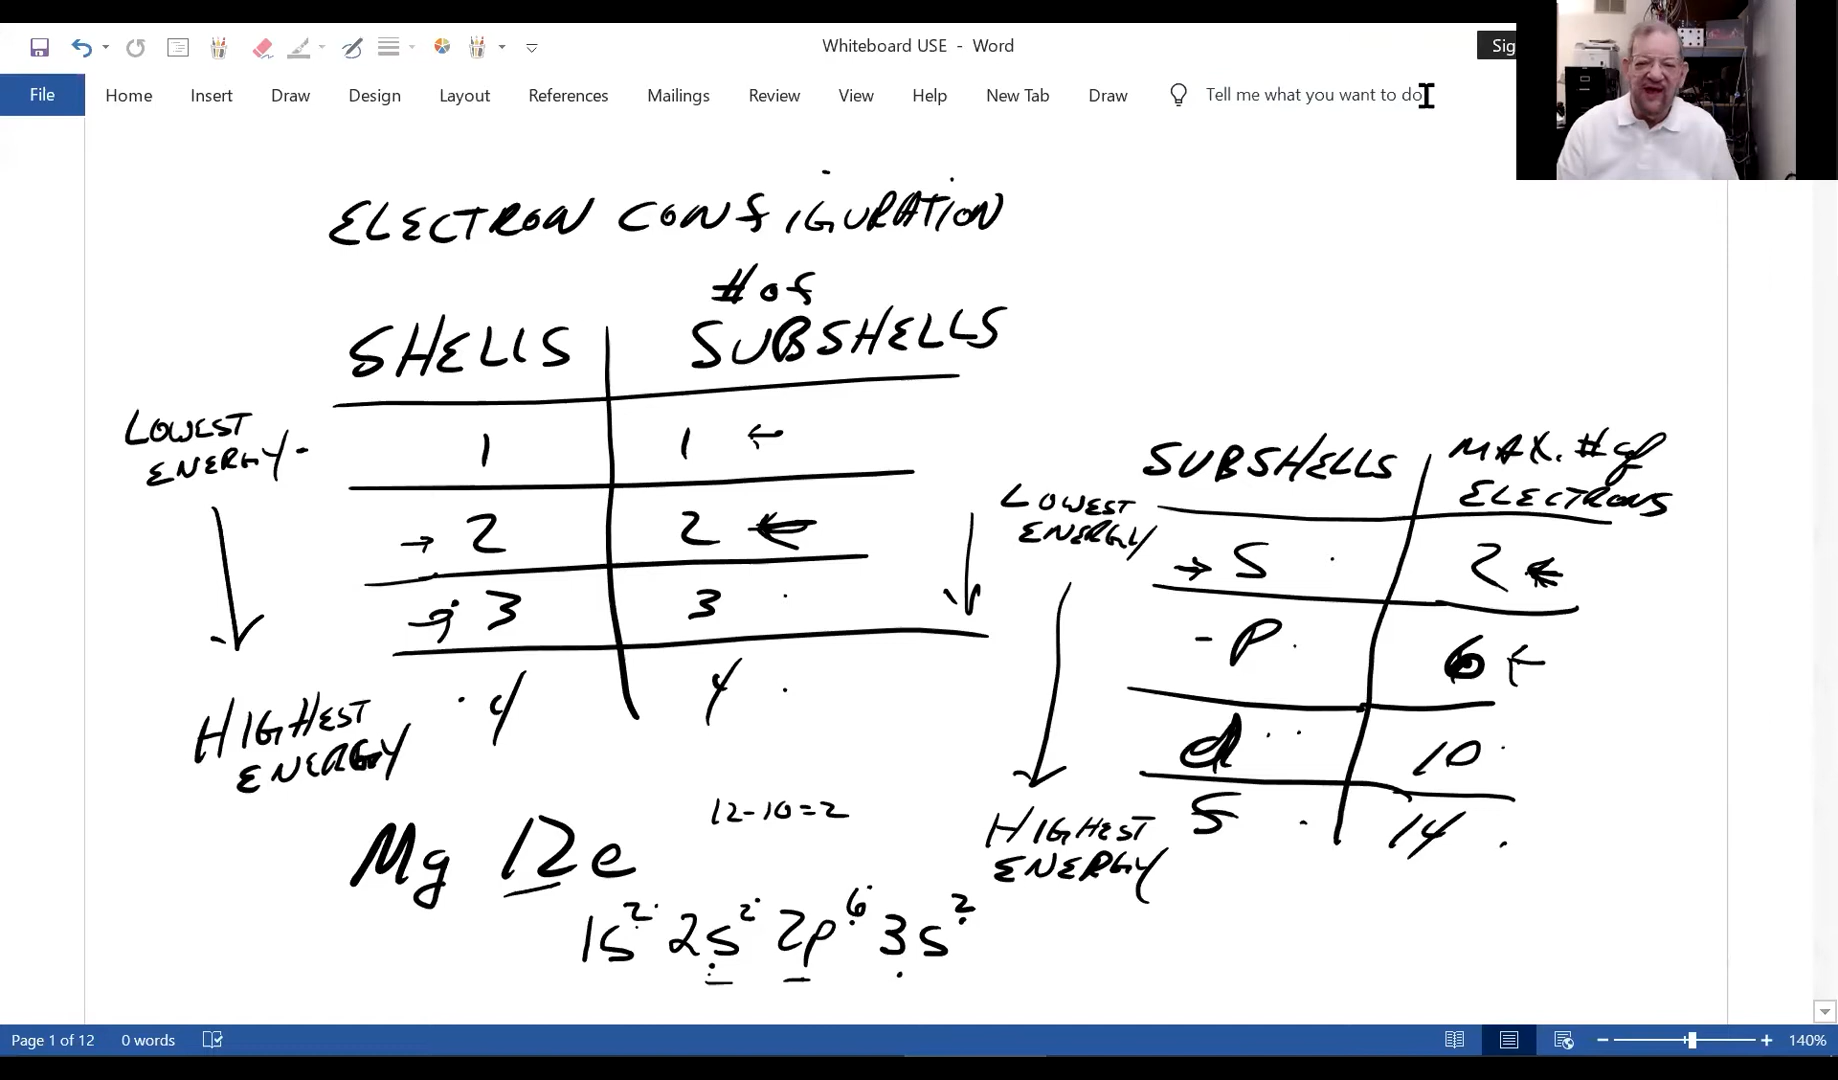 Whiteboard USE - Word
Sig
File Home Insert Draw Design Layout References Mailings Review View Help New Tab Draw Tell me what you want to do
ELECTRON CONfIGURATION
# of
SHELLS SUBSHELLS
LOWEST
ENERGY
1 1 ←
→ 2 2 ←
→ 3 3
4 4
HIGHEST
ENERGY
SUBSHELLS MAX. # of
ELECTRONS
LOWEST
ENERGY
→ S 2 ←
- P 6 ←
d 10
f 14
HIGHEST
ENERGY
12-10=2
Mg 12e
1s² 2s² 2p⁶ 3s²
Page 1 of 12 0 words 140%